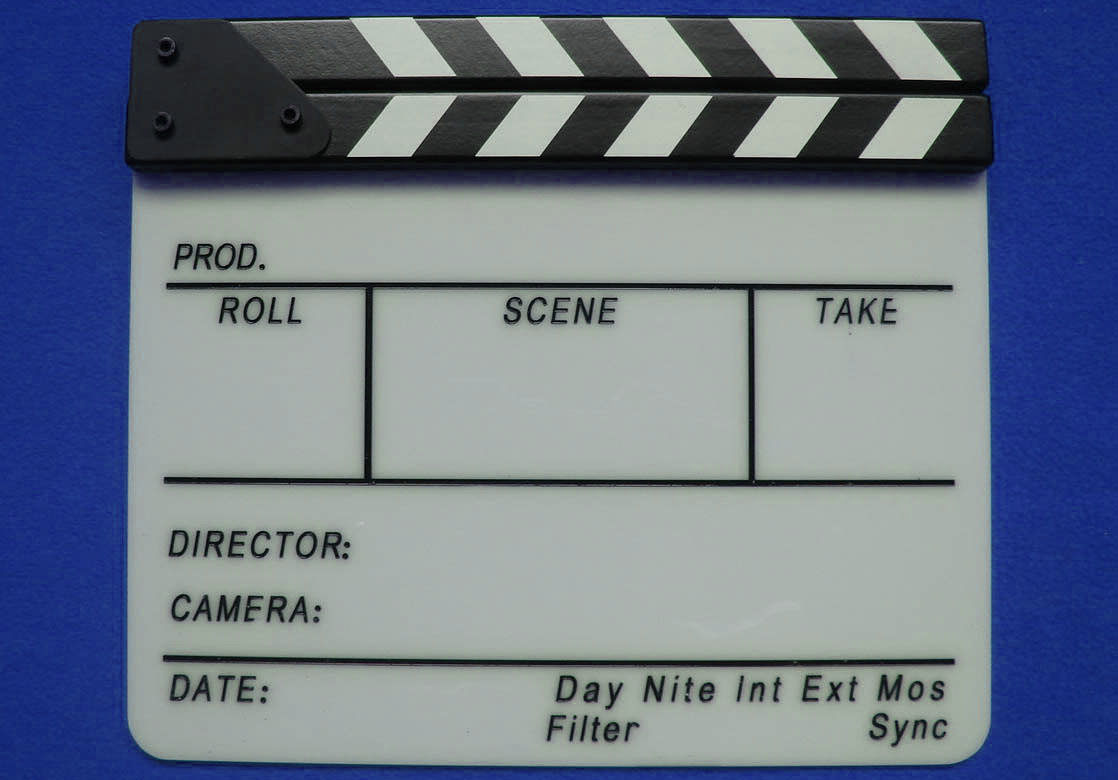 PROD.
ROLL SCENE TAKE
DIRECTOR:
CAMERA:
DATE: Day Nite Int Ext Mos
Filter Sync